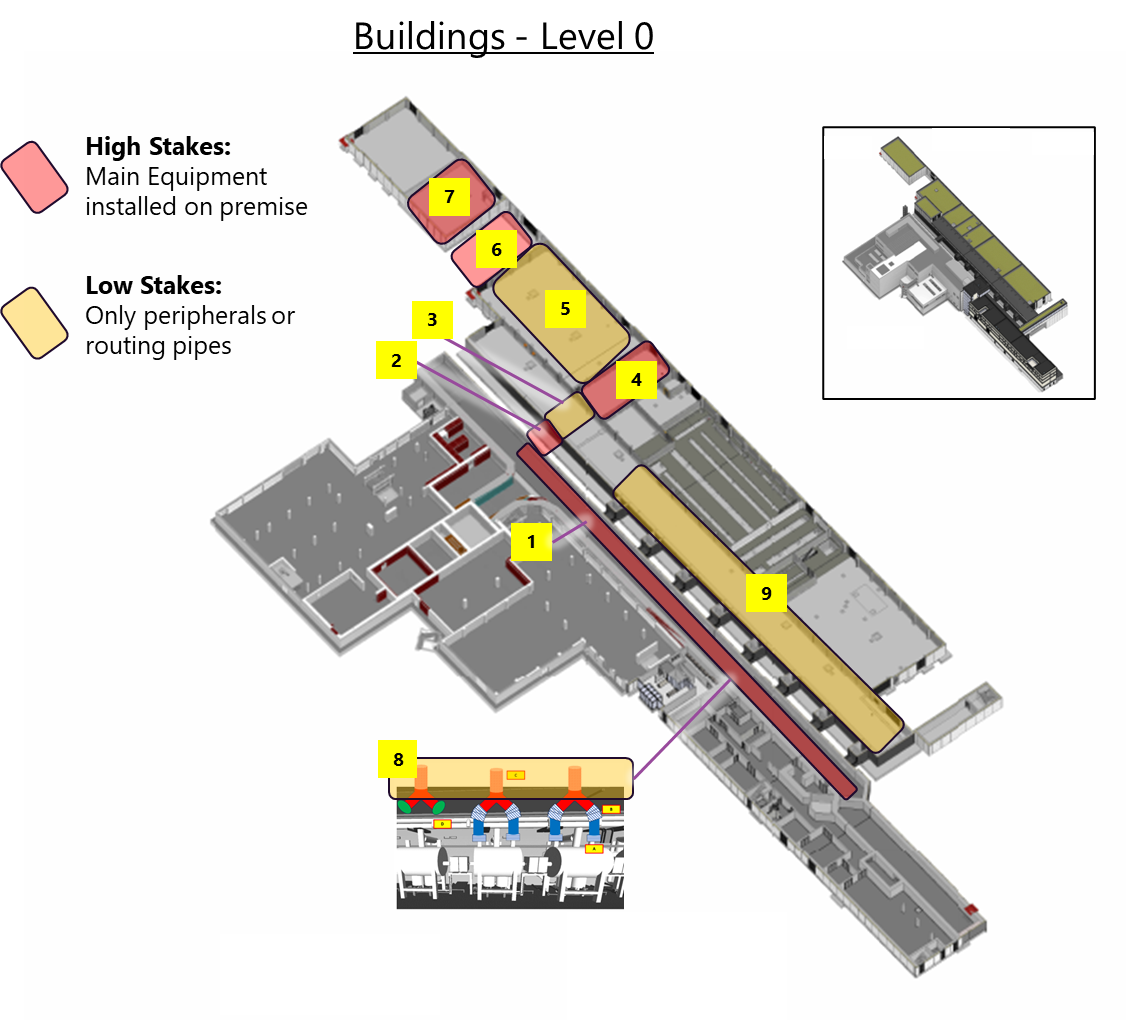 Buildings - Level 0
High Stakes:
Main Equipment
installed on premise
Low Stakes:
Only peripherals or
routing pipes
7
6
5
3
2
4
1
9
8
C
B
D
A